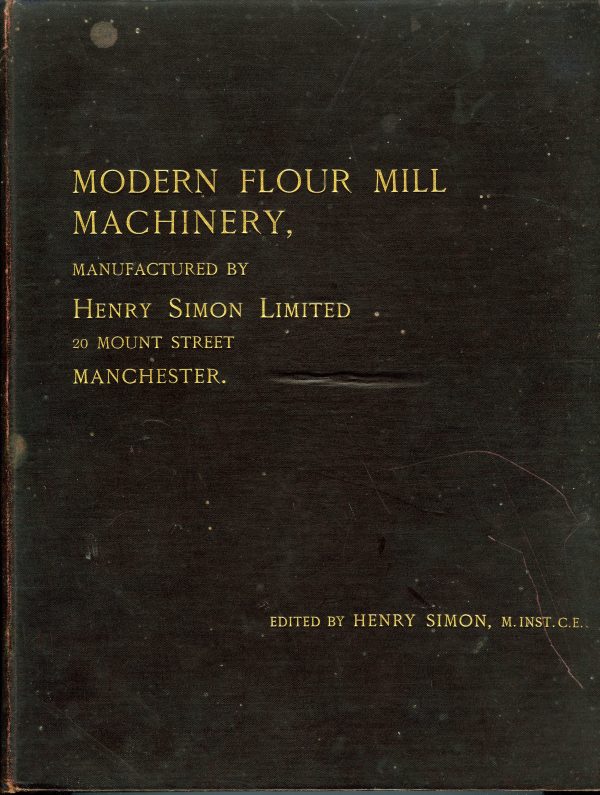 MODERN FLOUR MILL
MACHINERY,
MANUFACTURED BY
HENRY SIMON LIMITED
20 MOUNT STREET
MANCHESTER.
EDITED BY HENRY SIMON, M.INST.C.E.